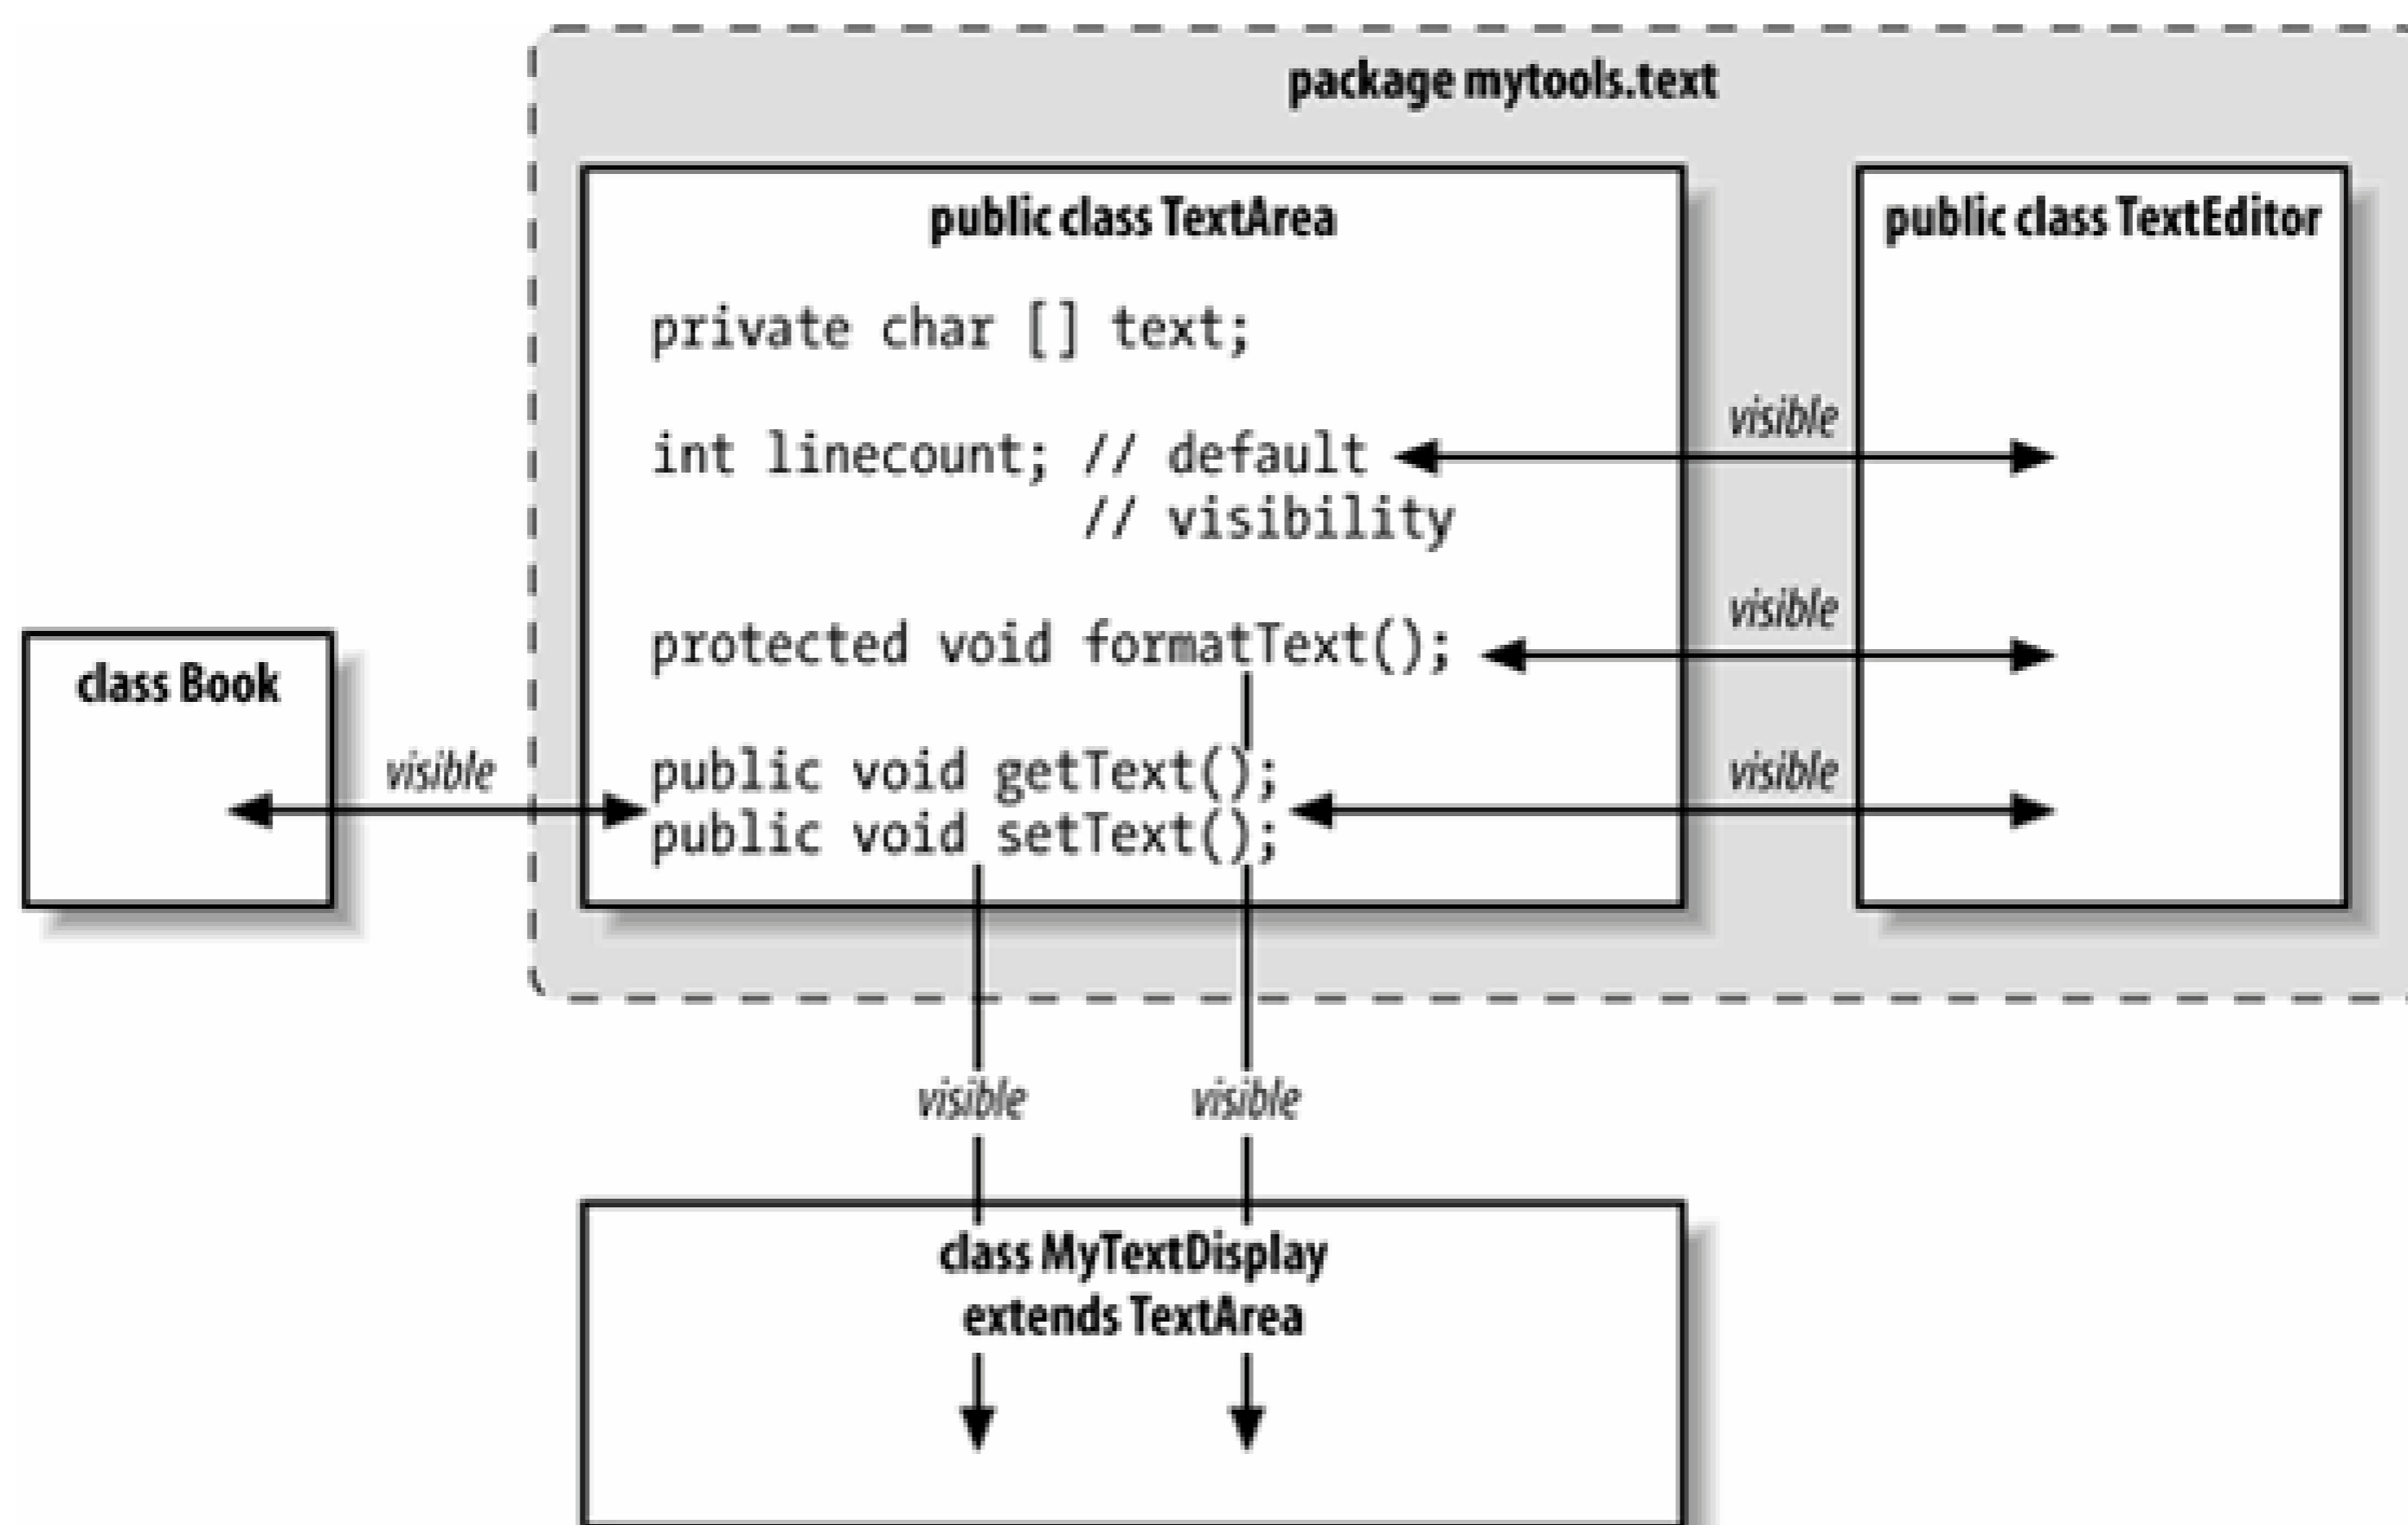 package mytools.text
public class TextArea
private char [] text;
int linecount; // default
// visibility
protected void formatText();
public void getText();
public void setText();
public class TextEditor
visible
visible
visible
class Book
visible
visible
visible
class MyTextDisplay
extends TextArea